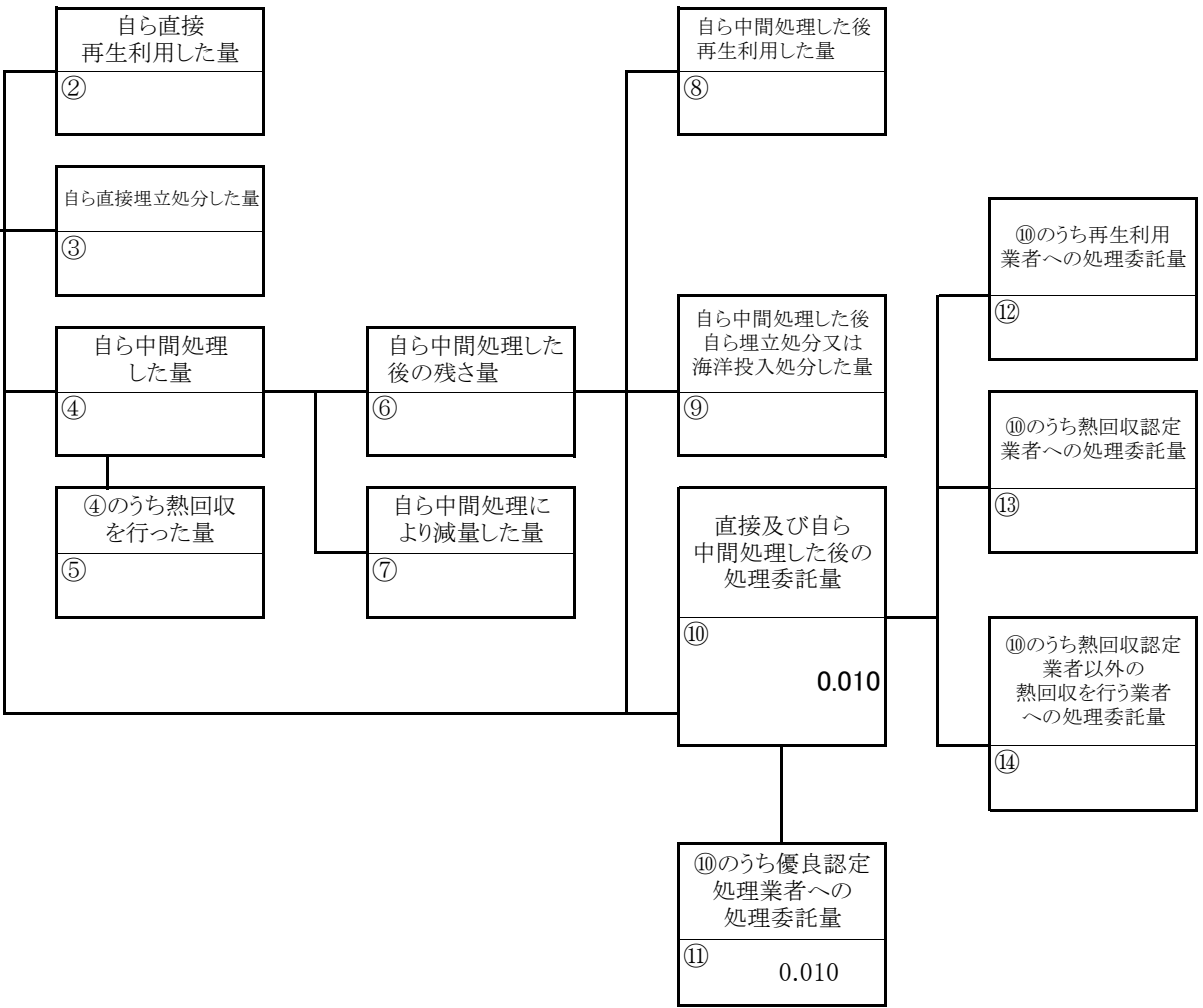 自ら直接
再生利用した量
②
自ら直接埋立処分した量
③
自ら中間処理
した量
④
④のうち熱回収
を行った量
⑤
自ら中間処理した
後の残さ量
⑥
自ら中間処理に
より減量した量
⑦
自ら中間処理した後
再生利用した量
⑧
自ら中間処理した後
自ら埋立処分又は
海洋投入処分した量
⑨
直接及び自ら
中間処理した後の
処理委託量
⑩
0.010
⑩のうち優良認定
処理業者への
処理委託量
⑪
0.010
⑩のうち再生利用
業者への処理委託量
⑫
⑩のうち熱回収認定
業者への処理委託量
⑬
⑩のうち熱回収認定
業者以外の
熱回収を行う業者
への処理委託量
⑭